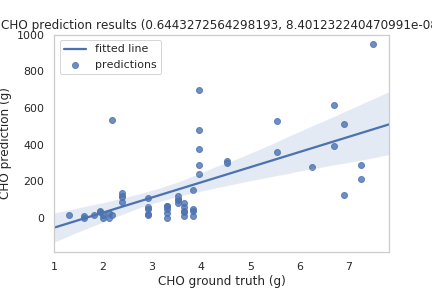 CHO prediction results (0.6443272564298193, 8.401232240470991e-0
fitted line
predictions
CHO prediction (g)
1000
800
600
400
200
0
1 2 3 4 5 6 7
CHO ground truth (g)